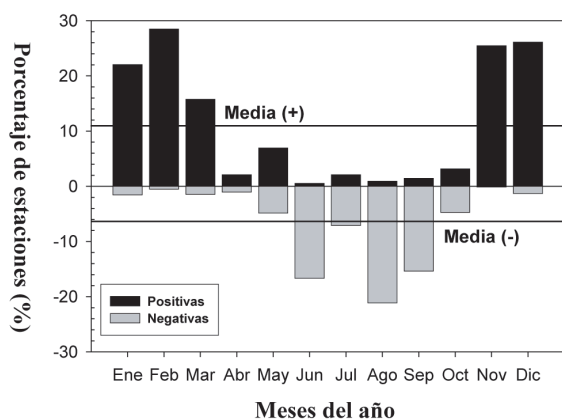 Porcentaje de estaciones (%)
30
20
10
0
-10
-20
-30
Media (+)
Media (-)
Positivas
Negativas
Ene Feb Mar Abr May Jun Jul Ago Sep Oct Nov Dic
Meses del año